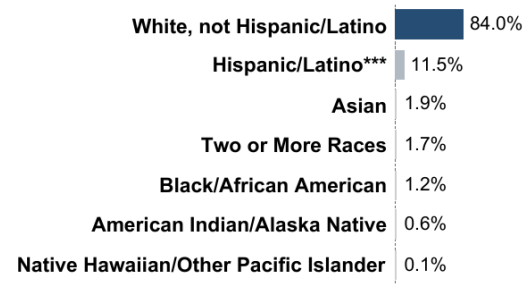 White, not Hispanic/Latino 84.0%
Hispanic/Latino*** 11.5%
Asian 1.9%
Two or More Races 1.7%
Black/African American 1.2%
American Indian/Alaska Native 0.6%
Native Hawaiian/Other Pacific Islander 0.1%